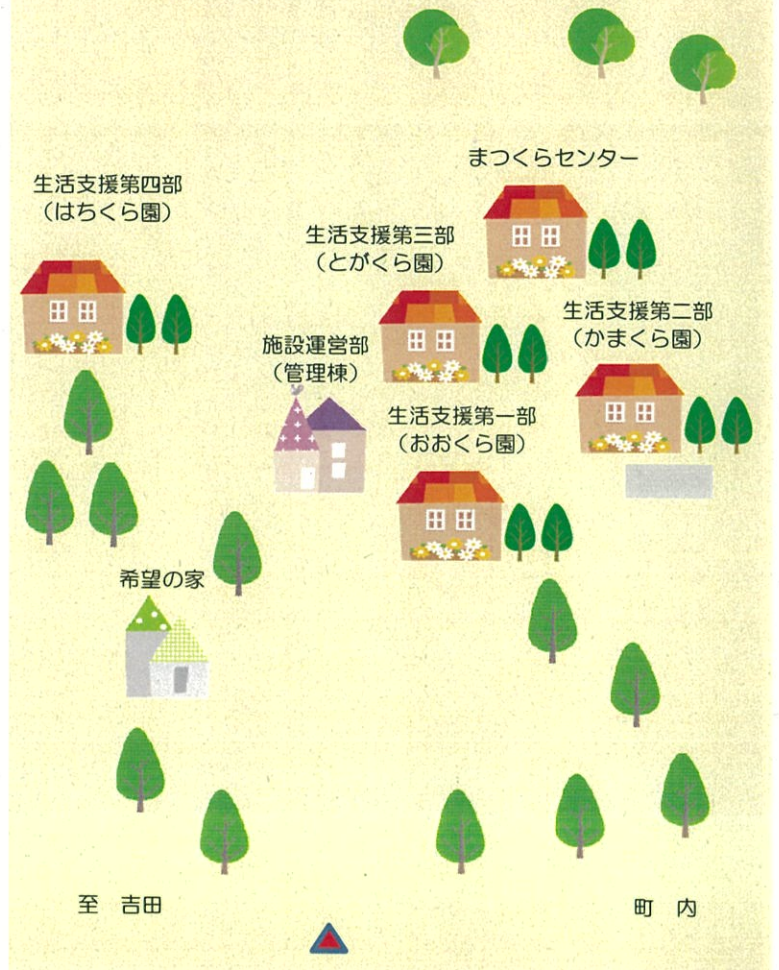 まつくらセンター
生活支援第四部
（はちくら園）
生活支援第三部
（とがくら園）
生活支援第二部
（かまくら園）
施設運営部
（管理棟）
生活支援第一部
（おおくら園）
希望の家
至　吉田
町　内